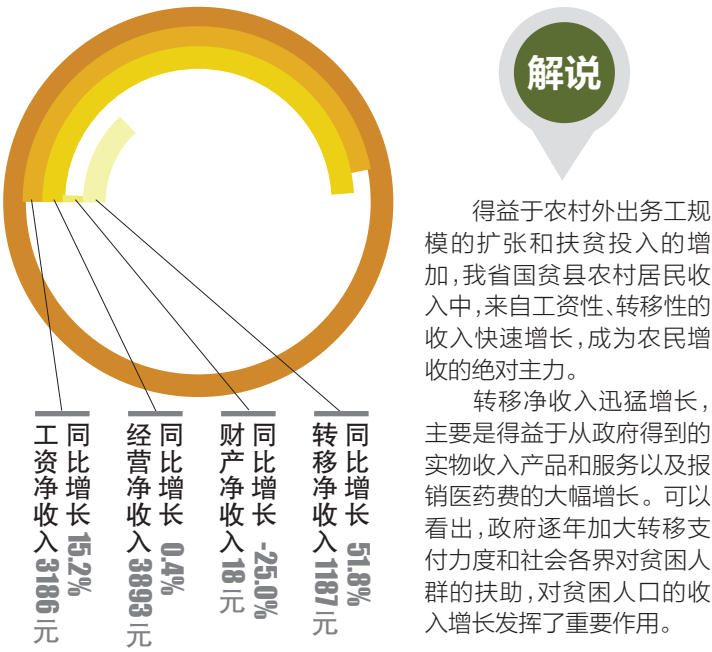 解说
得益于农村外出务工规
模的扩张和扶贫投入的增
加,我省国贫县农村居民收
入中,来自工资性、转移性的
收入快速增长,成为农民增
收的绝对主力。
转移净收入迅猛增长,
主要是得益于从政府得到的
实物收入产品和服务以及报
销医药费的大幅增长。可以
看出,政府逐年加大转移支
付力度和社会各界对贫困人
群的扶助,对贫困人口的收
入增长发挥了重要作用。
工资净收入3186元
同比增长 15.2%
经营净收入3893元
同比增长 0.4%
财产净收入18元
同比增长 -25.0%
转移净收入1187元
同比增长 51.8%